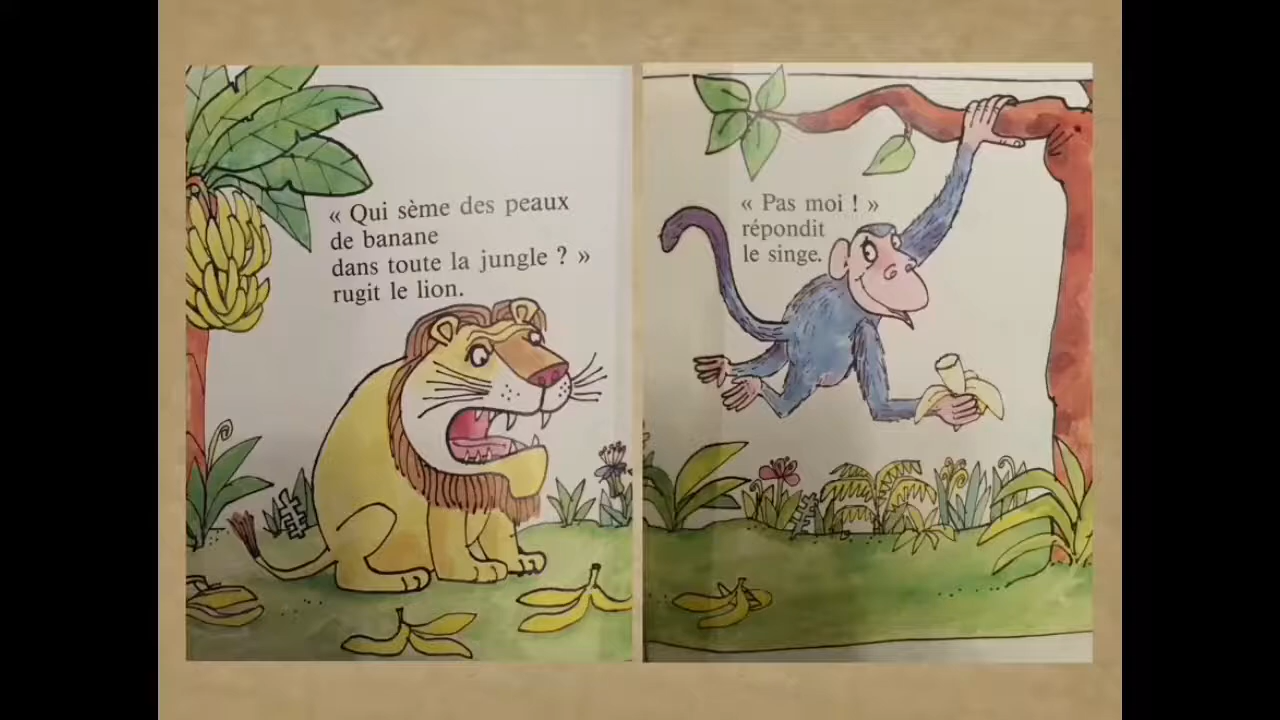 « Qui sème des peaux
de banane
dans toute la jungle ? »
rugit le lion.
« Pas moi ! »
répondit
le singe.